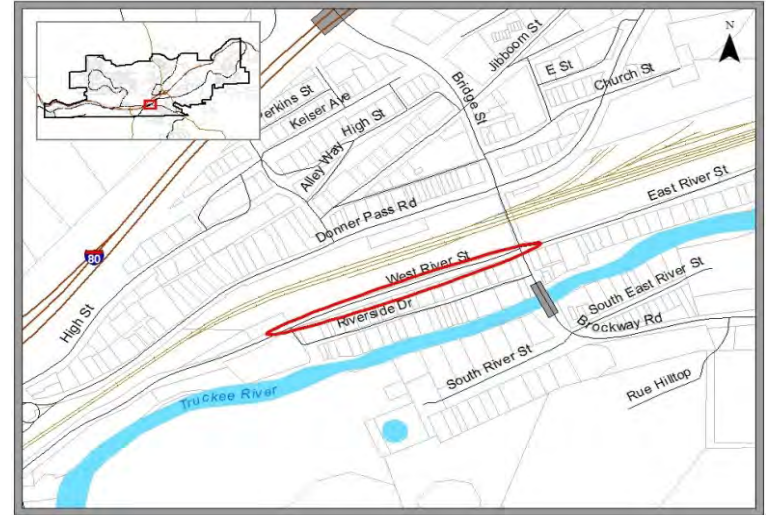 N
Jibboom St
E St
Church St
Bridge St
Perkins St
Keiser Ave
High St
Alley Way
Donner Pass Rd
East River St
80
West River St
High St
Riverside Dr
South East River St
Brockway Rd
South River St
Rue Hilltop
Truckee River